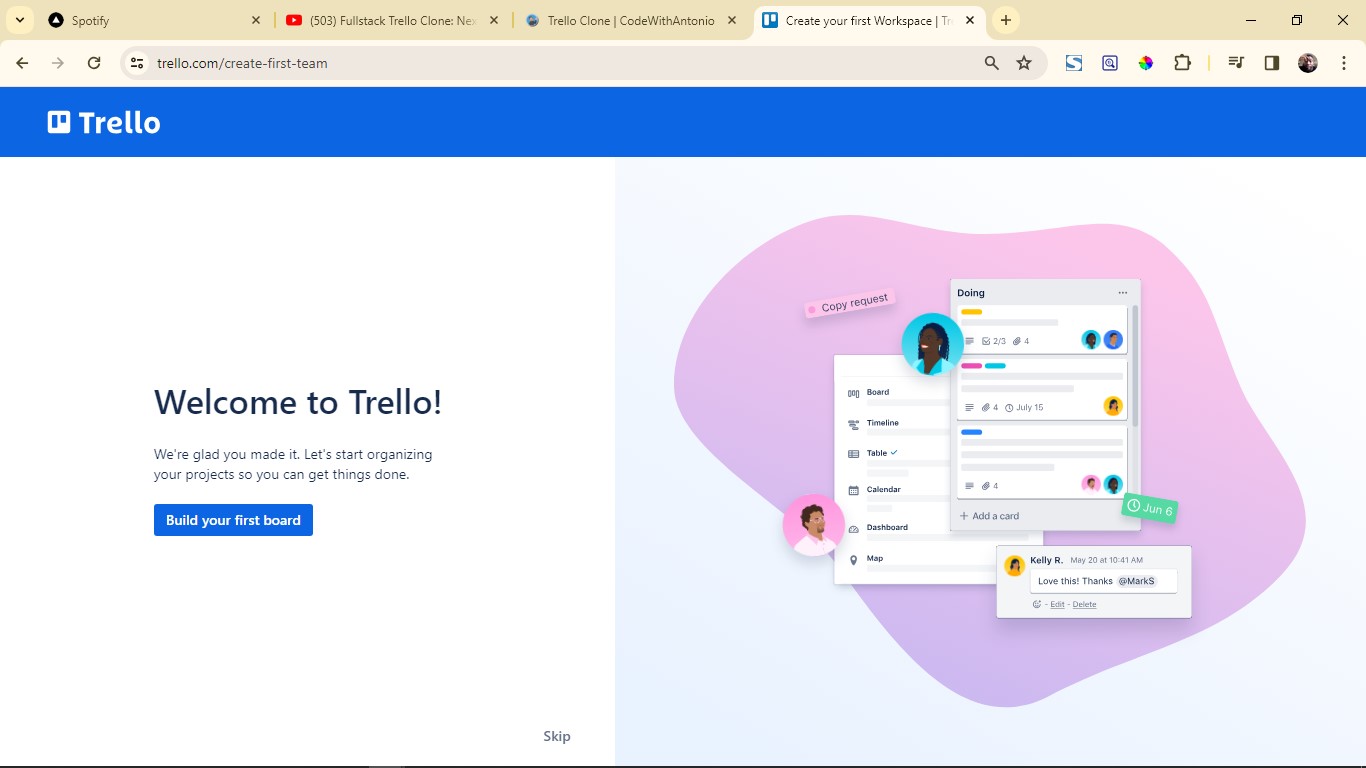 Spotify
(503) Fullstack Trello Clone: Nex
Trello Clone | CodeWithAntonio
Create your first Workspace | Tr
trello.com/create-first-team
Trello
Welcome to Trello!
We're glad you made it. Let's start organizing
your projects so you can get things done.
Build your first board
Skip
Copy request
Doing
2/3 4
4 July 15
4
+ Add a card
Board
Timeline
Table
Calendar
Dashboard
Map
Jun 6
Kelly R. May 20 at 10:41 AM
Love this! Thanks @MarkS
- Edit - Delete